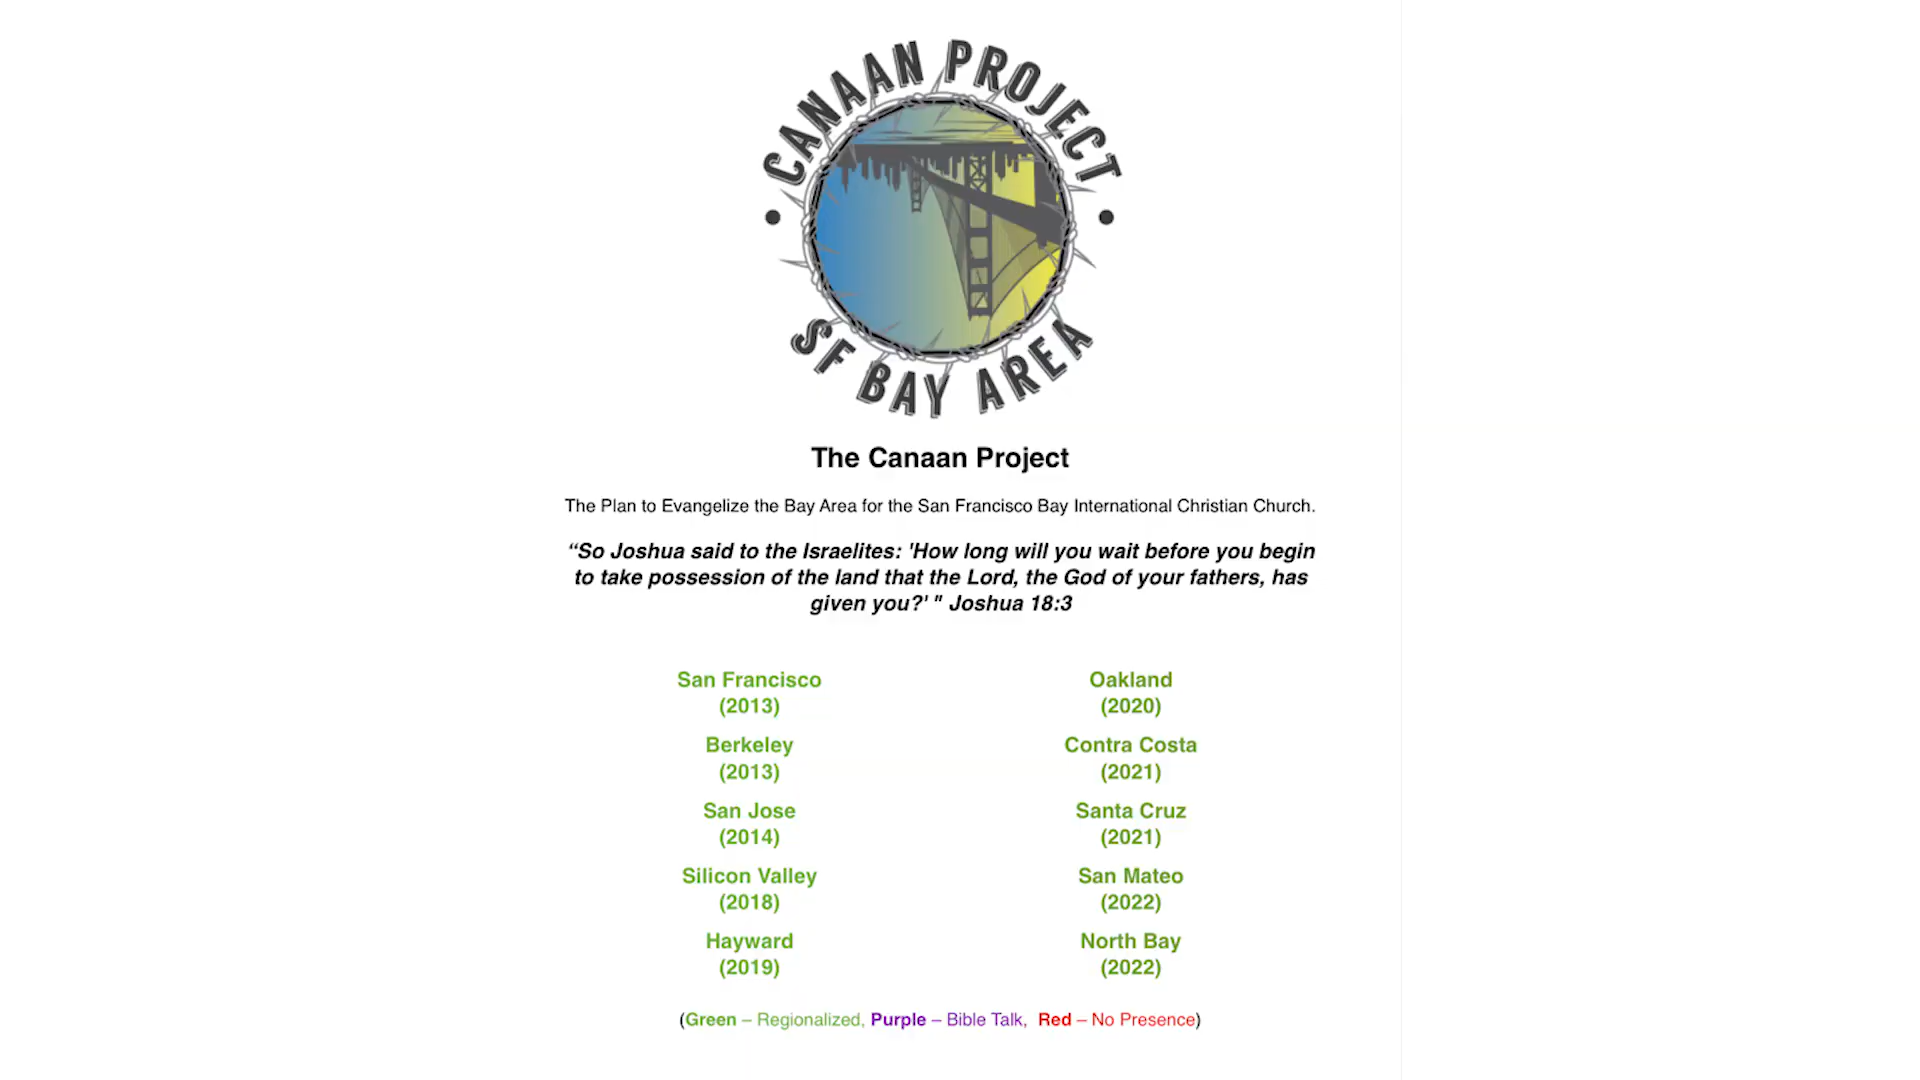 CANAAN PROJECT
SF BAY AREA
The Canaan Project
The Plan to Evangelize the Bay Area for the San Francisco Bay International Christian Church.
“So Joshua said to the Israelites: 'How long will you wait before you begin
to take possession of the land that the Lord, the God of your fathers, has
given you?' " Joshua 18:3
San Francisco
(2013)
Berkeley
(2013)
San Jose
(2014)
Silicon Valley
(2018)
Hayward
(2019)
Oakland
(2020)
Contra Costa
(2021)
Santa Cruz
(2021)
San Mateo
(2022)
North Bay
(2022)
(Green – Regionalized, Purple – Bible Talk, Red – No Presence)